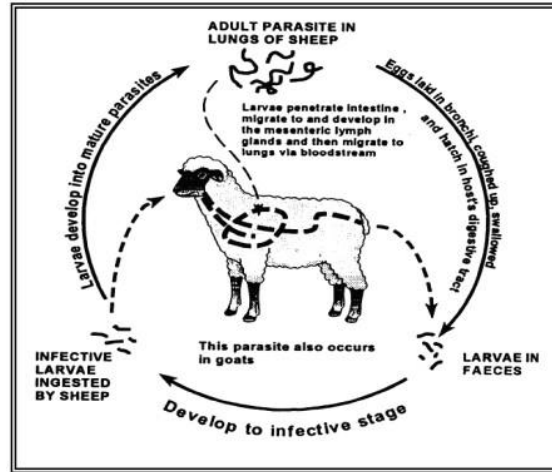 ADULT PARASITE IN
LUNGS OF SHEEP
Eggs laid in bronchi, coughed up, swallowed
and hatch in host's digestive tract
Larvae penetrate intestine ,
migrate to and develop in
the mesenteric lymph
glands and then migrate to
lungs via bloodstream
Larvae develop into mature parasites
This parasite also occurs
in goats
INFECTIVE
LARVAE
INGESTED
BY SHEEP
LARVAE IN
FAECES
Develop to infective stage